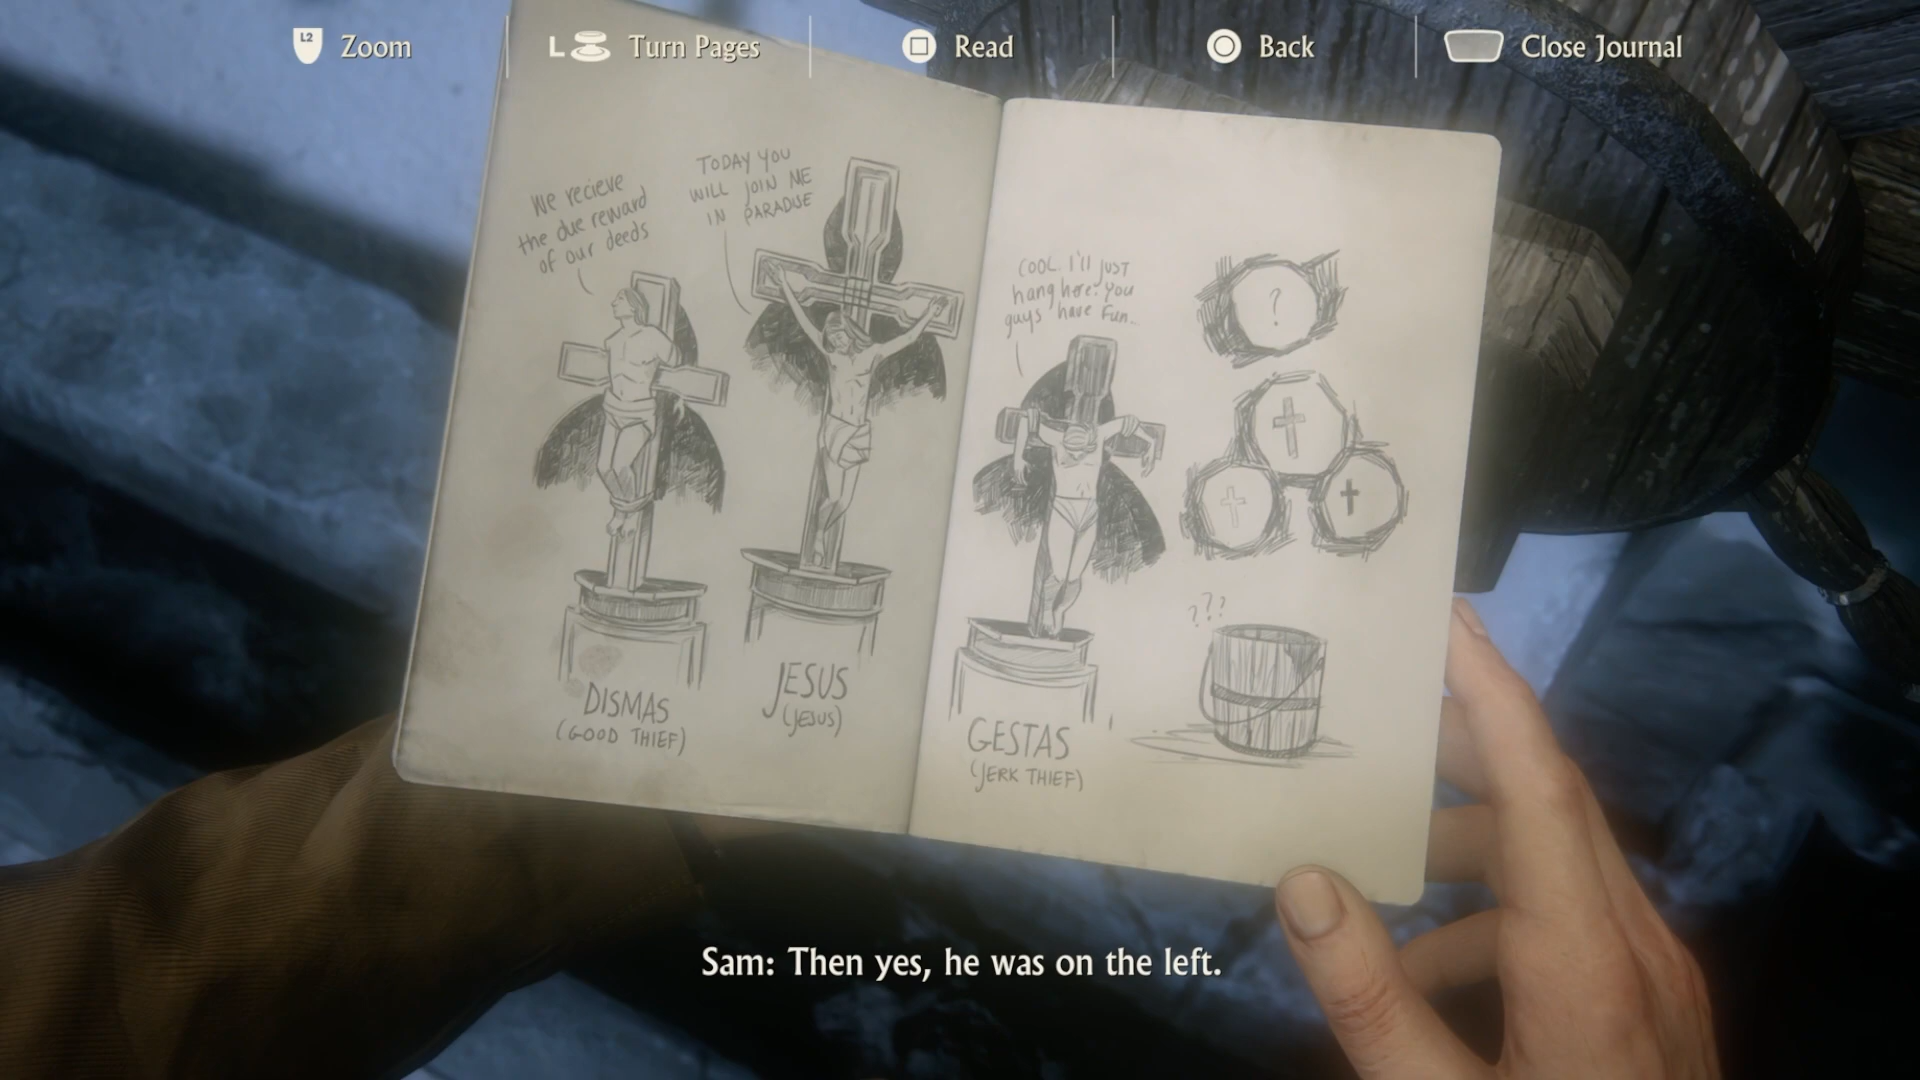 L2 Zoom
L Turn Pages
Read
Back
Close Journal
We recieve
the due reward
of our deeds
TODAY YOU
WILL JOIN ME
IN PARADISE
DISMAS
(GOOD THIEF)
JESUS
(JESUS)
COOL. I'll JUST
hang here. You
guys have fun...
GESTAS
(JERK THIEF)
?
???
Sam: Then yes, he was on the left.